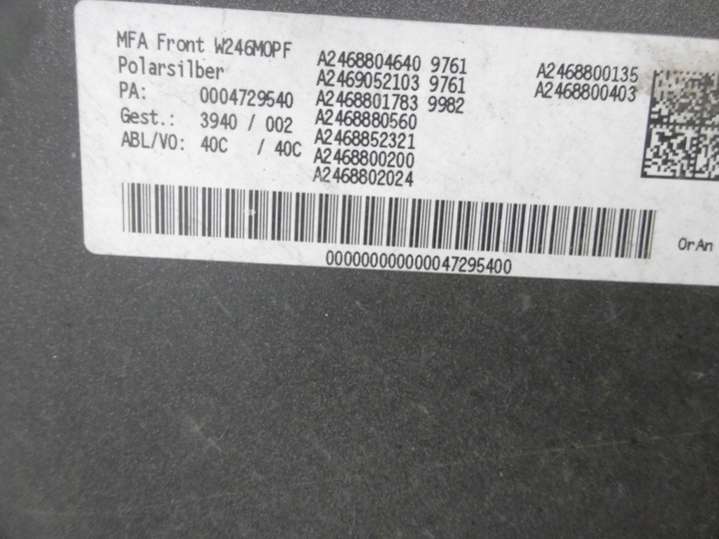 MFA Front W246MOPF
Polarsilber
PA: 0004729540
Gest.: 3940 / 002
ABL/VO: 40C / 40C
A2468804640 9761
A2469052103 9761
A2468801783 9982
A2468880560
A2468852321
A2468800200
A2468802024
A2468800135
A2468800403
OrAn
000000000000047295400